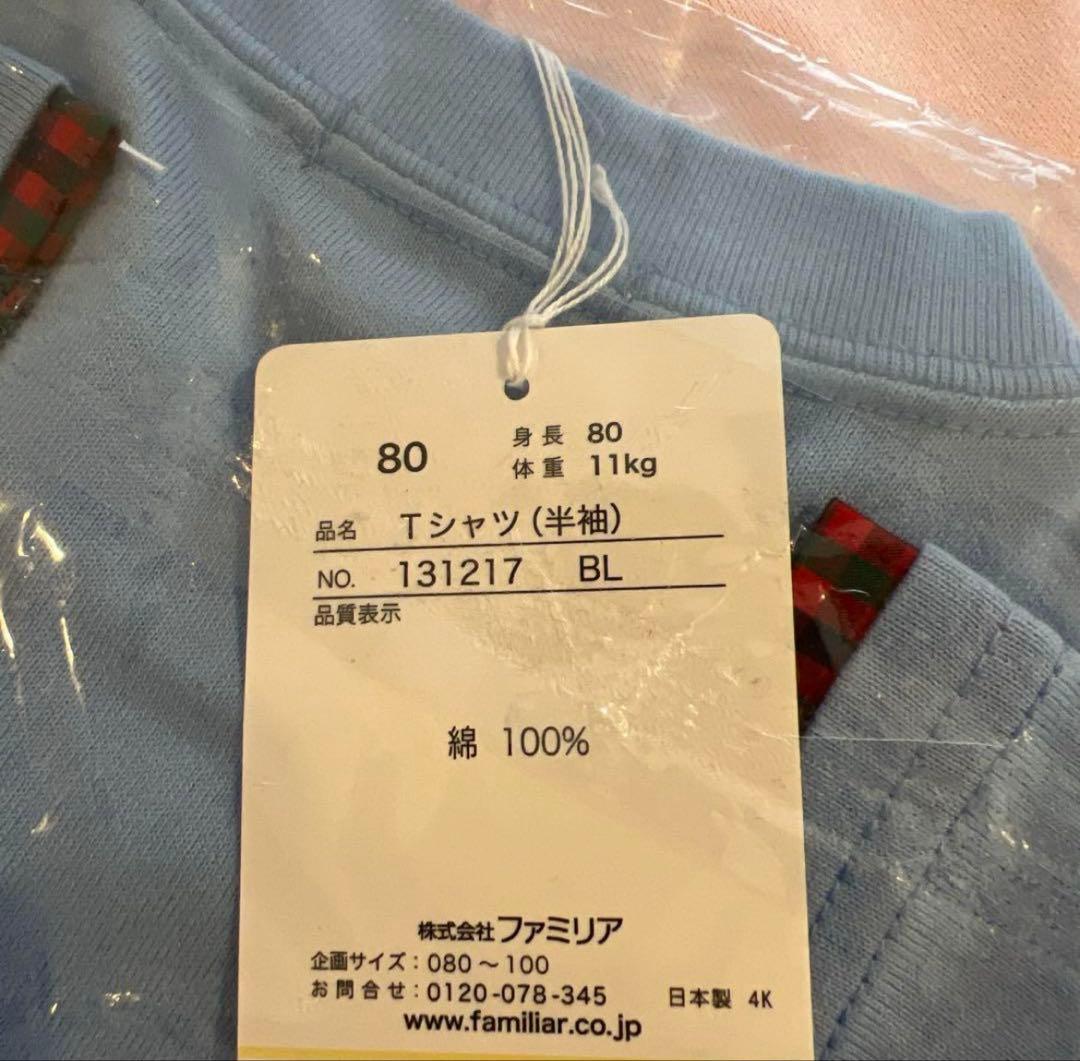 80
身長 80
体重 11kg
品名 Tシャツ(半袖)
NO. 131217 BL
品質表示
綿 100%
株式会社ファミリア
企画サイズ:080～100
お問合せ:0120-078-345 日本製 4K
www.familiar.co.jp